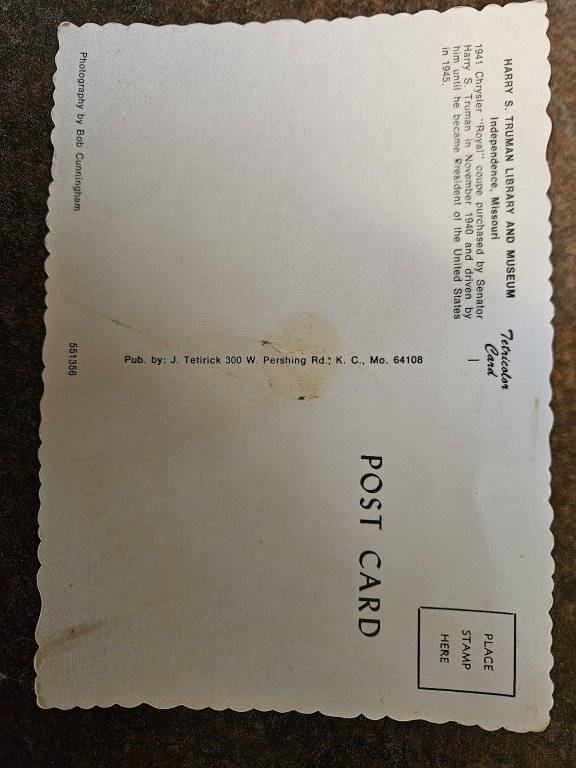 HARRY S. TRUMAN LIBRARY AND MUSEUM
Independence, Missouri
1941 Chrysler "Royal" coupe purchased by Senator
Harry S. Truman in November 1940 and driven by
him until he became President of the United States
in 1945.
Photography by Bob Cunningham
Tetricolor
Card
Pub. by: J. Tetirick 300 W. Pershing Rd.; K. C., Mo. 64108
551356
POST CARD
PLACE
STAMP
HERE